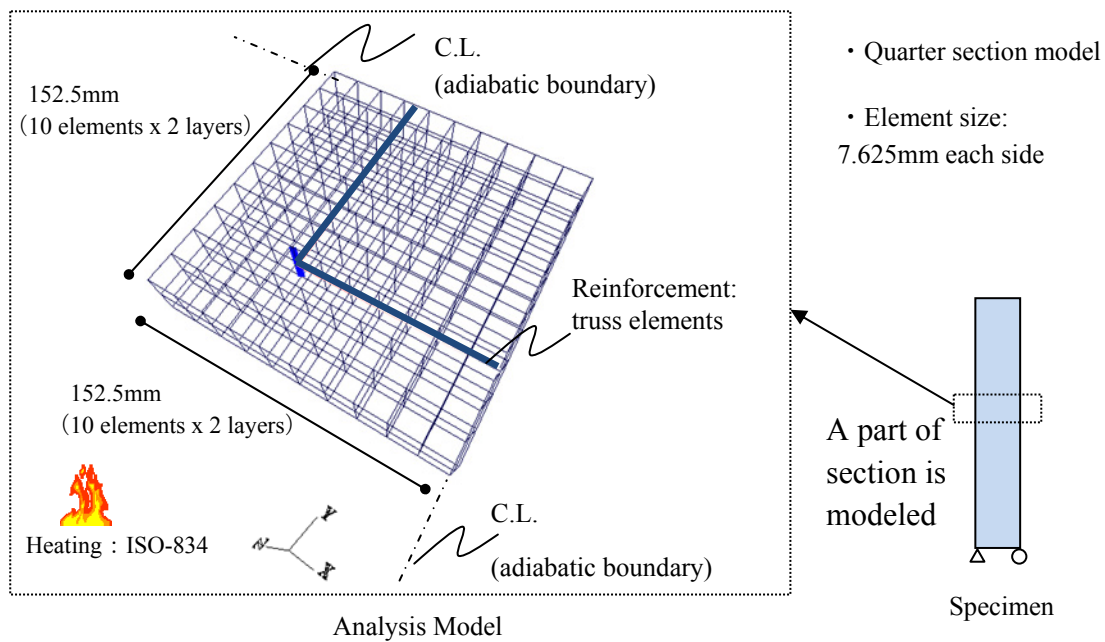 C.L.
(adiabatic boundary)
152.5mm
（10 elements x 2 layers）
・Quarter section model
・Element size:
7.625mm each side
Reinforcement:
truss elements
152.5mm
（10 elements x 2 layers）
A part of
section is
modeled
Heating：ISO-834
Z
Y
X
C.L.
(adiabatic boundary)
Specimen
Analysis Model